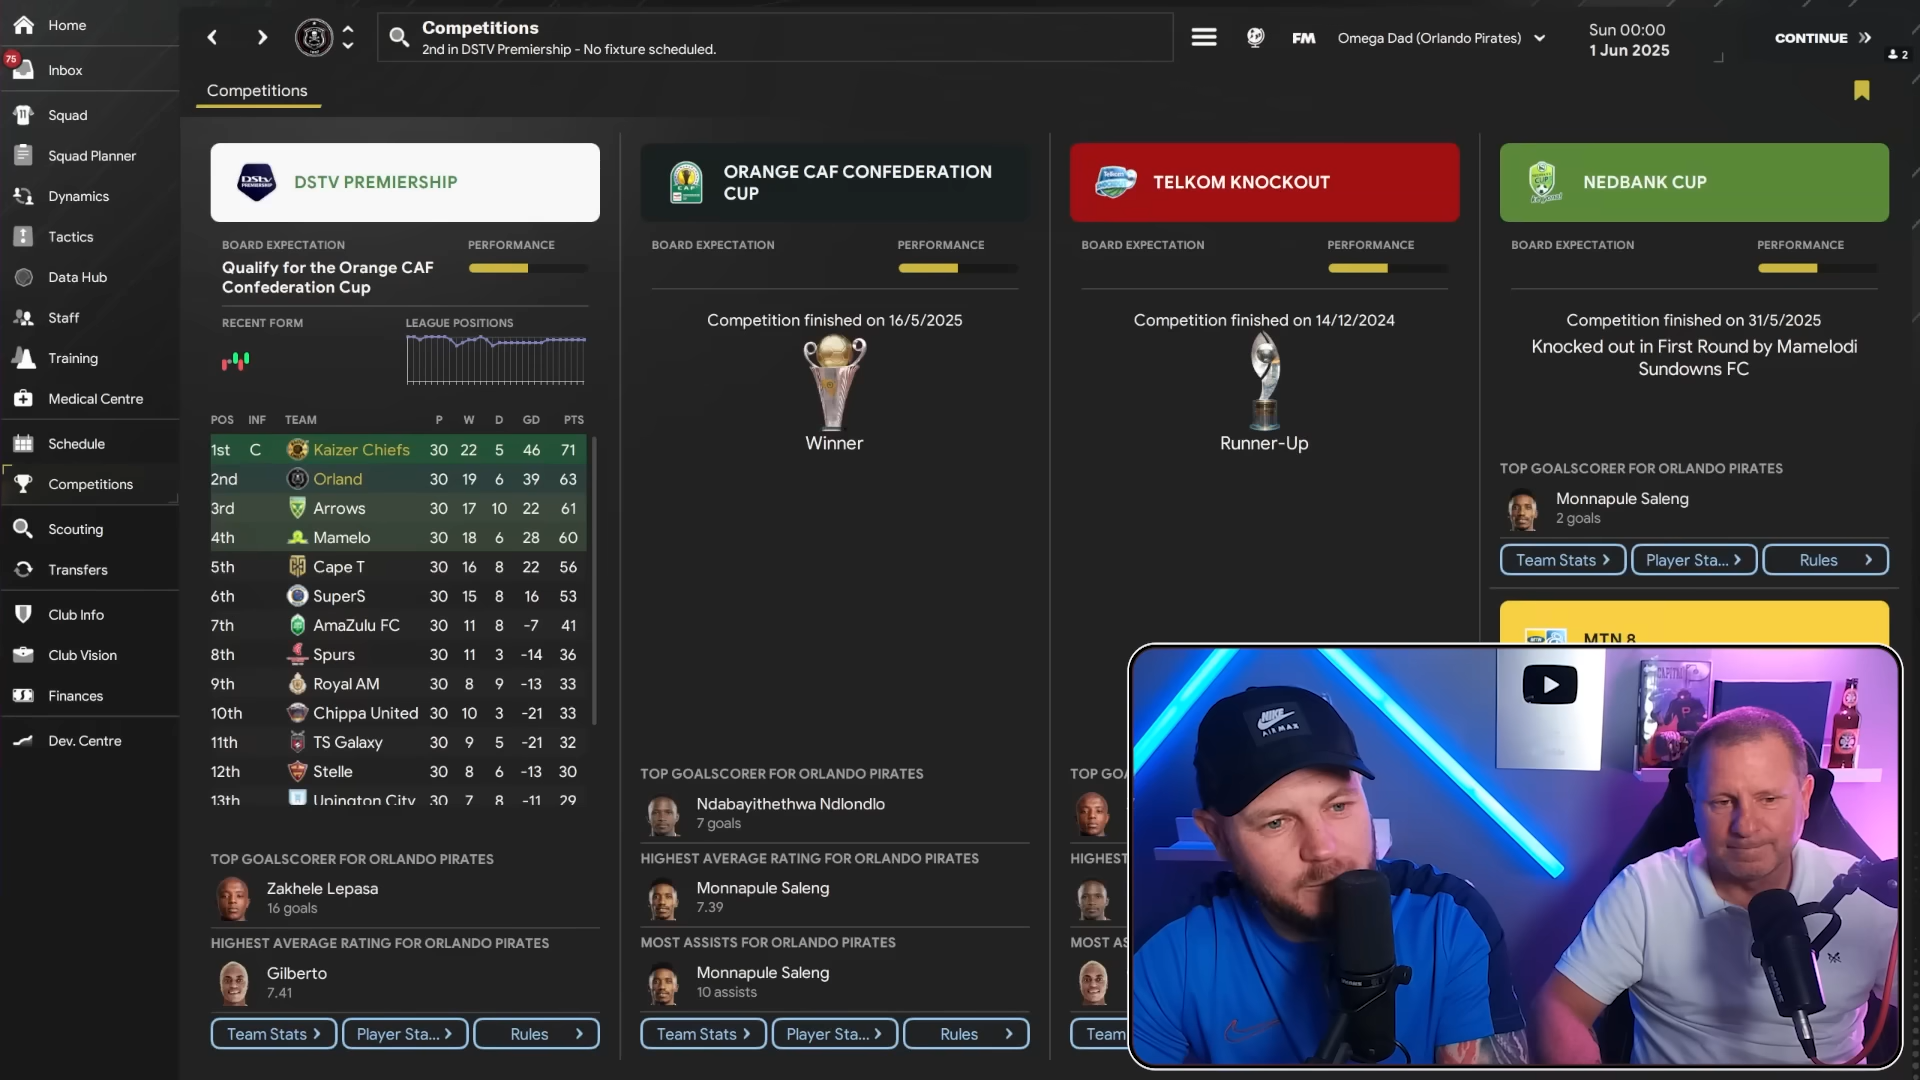 Home
75
Inbox
Squad
Squad Planner
Dynamics
Tactics
Data Hub
Staff
Training
Medical Centre
Schedule
Competitions
Scouting
Transfers
Club Info
Club Vision
Finances
Dev. Centre
Competitions
2nd in DSTV Premiership - No fixture scheduled.
FM
Omega Dad (Orlando Pirates)
Sun 00:00
1 Jun 2025
CONTINUE
2
Competitions
DStv
PREMIERSHIP
DSTV PREMIERSHIP
BOARD EXPECTATION
PERFORMANCE
Qualify for the Orange CAF
Confederation Cup
RECENT FORM
LEAGUE POSITIONS
POS INF TEAM P W D GD PTS
1st C Kaizer Chiefs 30 22 5 46 71
2nd Orland 30 19 6 39 63
3rd Arrows 30 17 10 22 61
4th Mamelo 30 18 6 28 60
5th Cape T 30 16 8 22 56
6th SuperS 30 15 8 16 53
7th AmaZulu FC 30 11 8 -7 41
8th Spurs 30 11 3 -14 36
9th Royal AM 30 8 9 -13 33
10th Chippa United 30 10 3 -21 33
11th TS Galaxy 30 9 5 -21 32
12th Stelle 30 8 6 -13 30
13th Upington City 30 7 8 -11 29
TOP GOALSCORER FOR ORLANDO PIRATES
Zakhele Lepasa
16 goals
HIGHEST AVERAGE RATING FOR ORLANDO PIRATES
Gilberto
7.41
Team Stats
Player Sta...
Rules
CAF
ORANGE CAF CONFEDERATION
CUP
BOARD EXPECTATION
PERFORMANCE
Competition finished on 16/5/2025
Winner
TOP GOALSCORER FOR ORLANDO PIRATES
Ndabayithethwa Ndlondlo
7 goals
HIGHEST AVERAGE RATING FOR ORLANDO PIRATES
Monnapule Saleng
7.39
MOST ASSISTS FOR ORLANDO PIRATES
Monnapule Saleng
10 assists
Team Stats
Player Sta...
Rules
Telkom
TELKOM KNOCKOUT
BOARD EXPECTATION
PERFORMANCE
Competition finished on 14/12/2024
Runner-Up
TOP GOA
HIGHEST
MOST AS
Team
NEDBANK CUP
BOARD EXPECTATION
PERFORMANCE
Competition finished on 31/5/2025
Knocked out in First Round by Mamelodi
Sundowns FC
TOP GOALSCORER FOR ORLANDO PIRATES
Monnapule Saleng
2 goals
Team Stats
Player Sta...
Rules
MTN 8
NIKE
AIR MAX